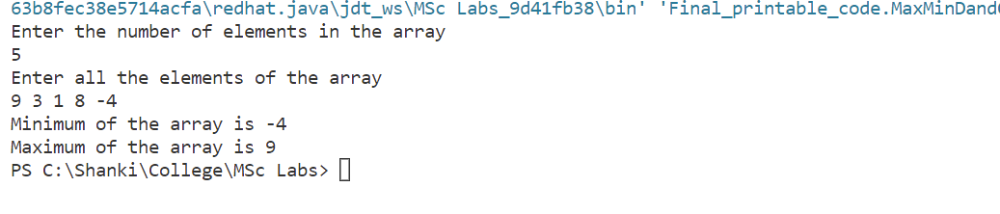 63b8fec38e5714acfa\redhat.java\jdt_ws\MSc Labs_9d41fb38\bin' 'Final_printable_code.MaxMinDand
Enter the number of elements in the array
5
Enter all the elements of the array
9 3 1 8 -4
Minimum of the array is -4
Maximum of the array is 9
PS C:\Shanki\College\MSc Labs>